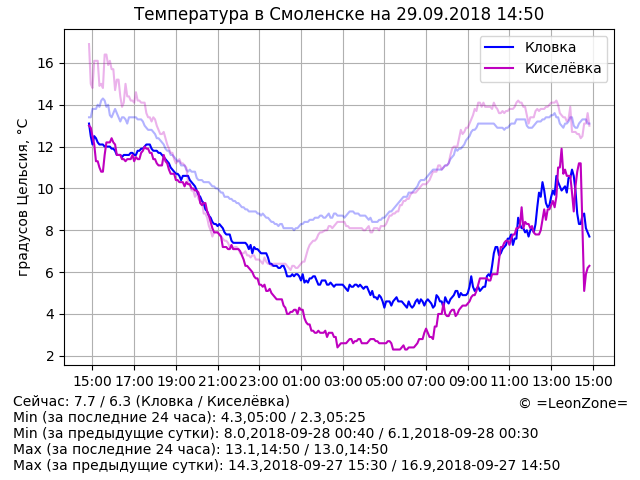 Температура в Смоленске на 29.09.2018 14:50
Кловка
Киселёвка
градусов Цельсия, °C
16
14
12
10
8
6
4
2
15:00 17:00 19:00 21:00 23:00 01:00 03:00 05:00 07:00 09:00 11:00 13:00 15:00
Сейчас: 7.7 / 6.3 (Кловка / Киселёвка)
© =LeonZone=
Min (за последние 24 часа): 4.3,05:00 / 2.3,05:25
Min (за предыдущие сутки): 8.0,2018-09-28 00:40 / 6.1,2018-09-28 00:30
Max (за последние 24 часа): 13.1,14:50 / 13.0,14:50
Max (за предыдущие сутки): 14.3,2018-09-27 15:30 / 16.9,2018-09-27 14:50